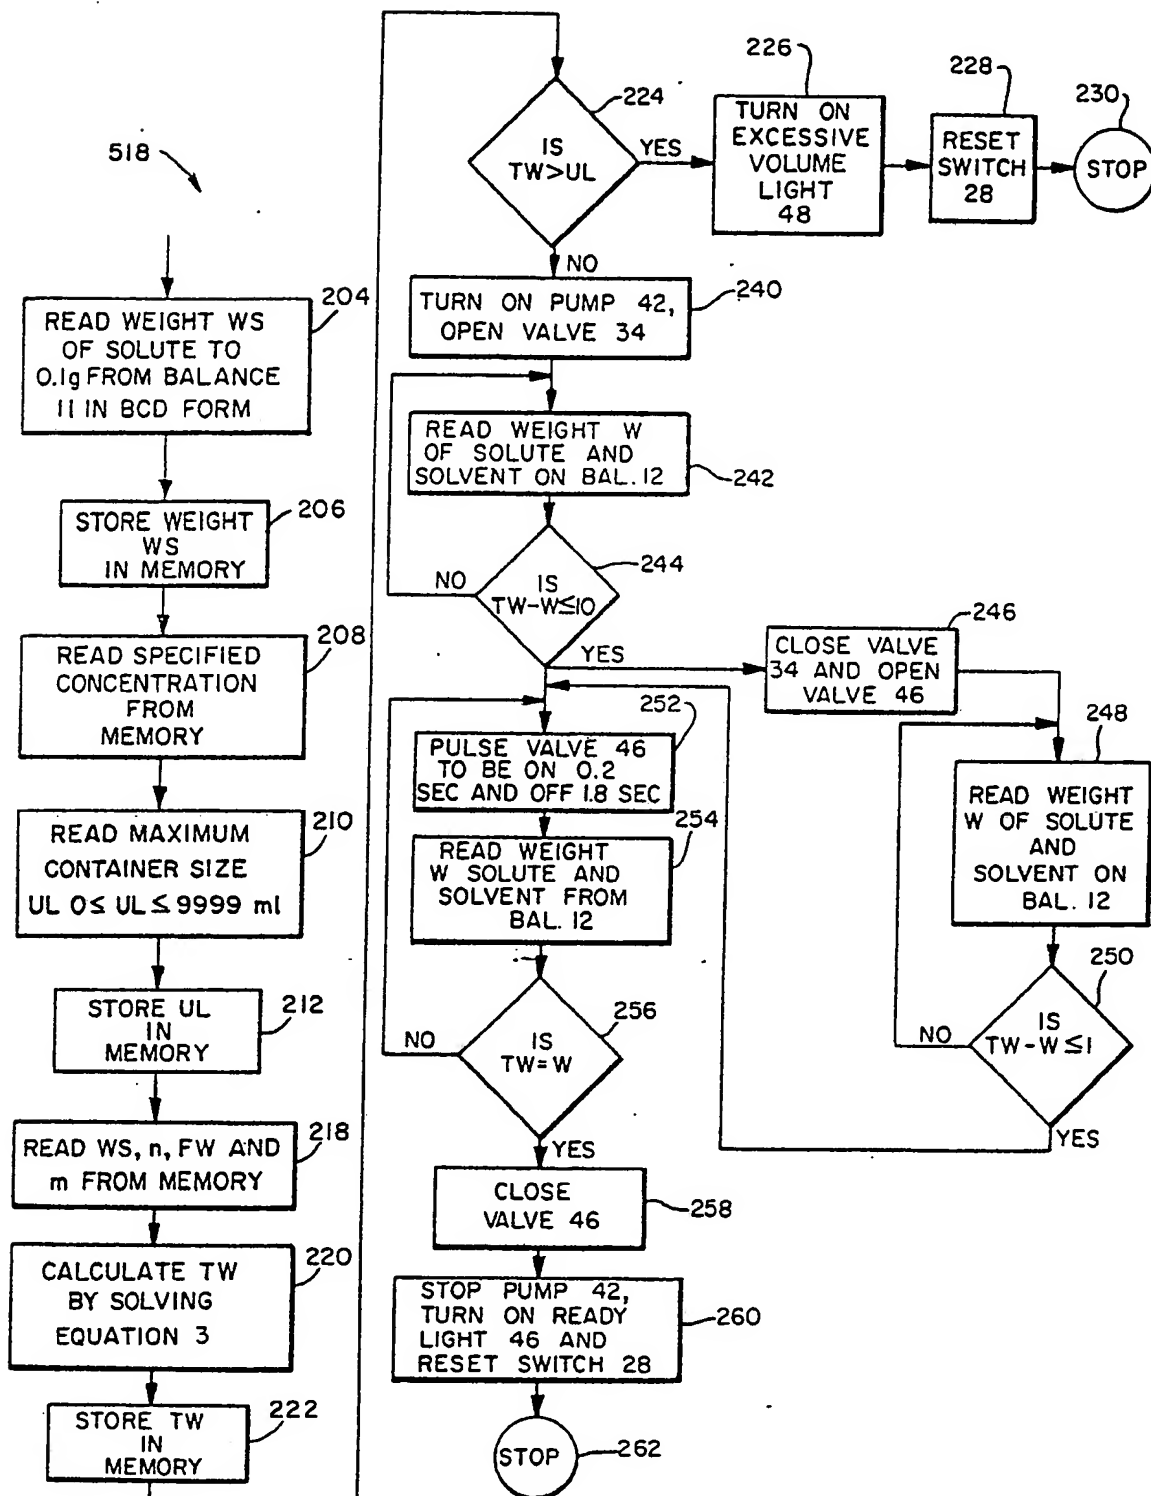 518
204
READ WEIGHT WS
OF SOLUTE TO
0.1g FROM BALANCE
11 IN BCD FORM
206
STORE WEIGHT
WS
IN MEMORY
208
READ SPECIFIED
CONCENTRATION
FROM
MEMORY
210
READ MAXIMUM
CONTAINER SIZE
UL 0≤ UL ≤ 9999 ml
212
STORE UL
IN
MEMORY
218
READ WS, n, FW AND
m FROM MEMORY
220
CALCULATE TW
BY SOLVING
EQUATION 3
222
STORE TW
IN
MEMORY
224
IS
TW>UL
YES
NO
226
TURN ON
EXCESSIVE
VOLUME
LIGHT
48
228
RESET
SWITCH
28
230
STOP
240
TURN ON PUMP 42,
OPEN VALVE 34
READ WEIGHT W
OF SOLUTE AND
SOLVENT ON BAL. 12
242
244
IS
TW-W≤10
NO
YES
246
CLOSE VALVE
34 AND OPEN
VALVE 46
248
READ WEIGHT
W OF SOLUTE
AND
SOLVENT ON
BAL. 12
250
IS
TW-W≤1
NO
YES
252
PULSE VALVE 46
TO BE ON 0.2
SEC AND OFF 1.8 SEC
254
READ WEIGHT
W SOLUTE AND
SOLVENT FROM
BAL. 12
256
IS
TW=W
NO
YES
CLOSE
VALVE 46
258
STOP PUMP 42,
TURN ON READY
LIGHT 46 AND
RESET SWITCH 28
260
STOP
262